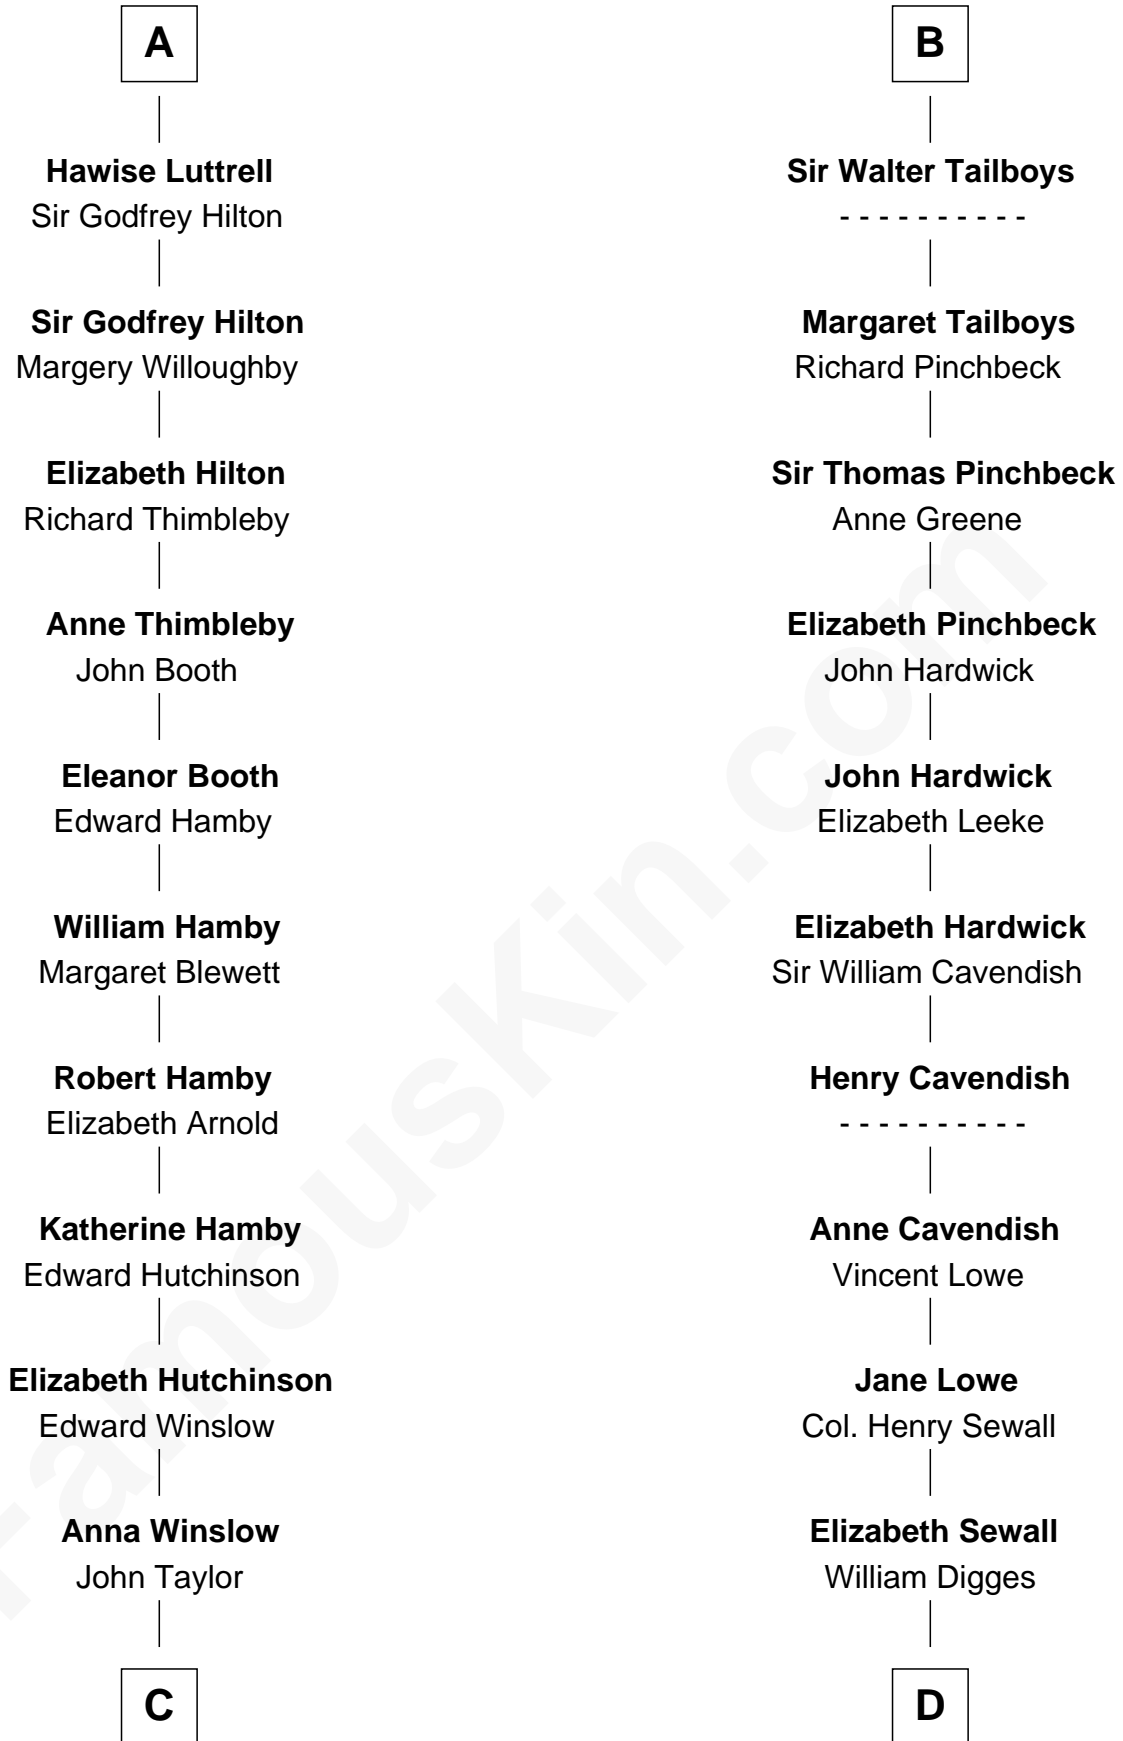 A
Hawise Luttrell
Sir Godfrey Hilton
Sir Godfrey Hilton
Margery Willoughby
Elizabeth Hilton
Richard Thimbleby
Anne Thimbleby
John Booth
Eleanor Booth
Edward Hamby
William Hamby
Margaret Blewett
Robert Hamby
Elizabeth Arnold
Katherine Hamby
Edward Hutchinson
Elizabeth Hutchinson
Edward Winslow
Anna Winslow
John Taylor
C
B
Sir Walter Tailboys
- - - - - - - - - -
Margaret Tailboys
Richard Pinchbeck
Sir Thomas Pinchbeck
Anne Greene
Elizabeth Pinchbeck
John Hardwick
John Hardwick
Elizabeth Leeke
Elizabeth Hardwick
Sir William Cavendish
Henry Cavendish
- - - - - - - - - -
Anne Cavendish
Vincent Lowe
Jane Lowe
Col. Henry Sewall
Elizabeth Sewall
William Digges
D
FamousKin.com